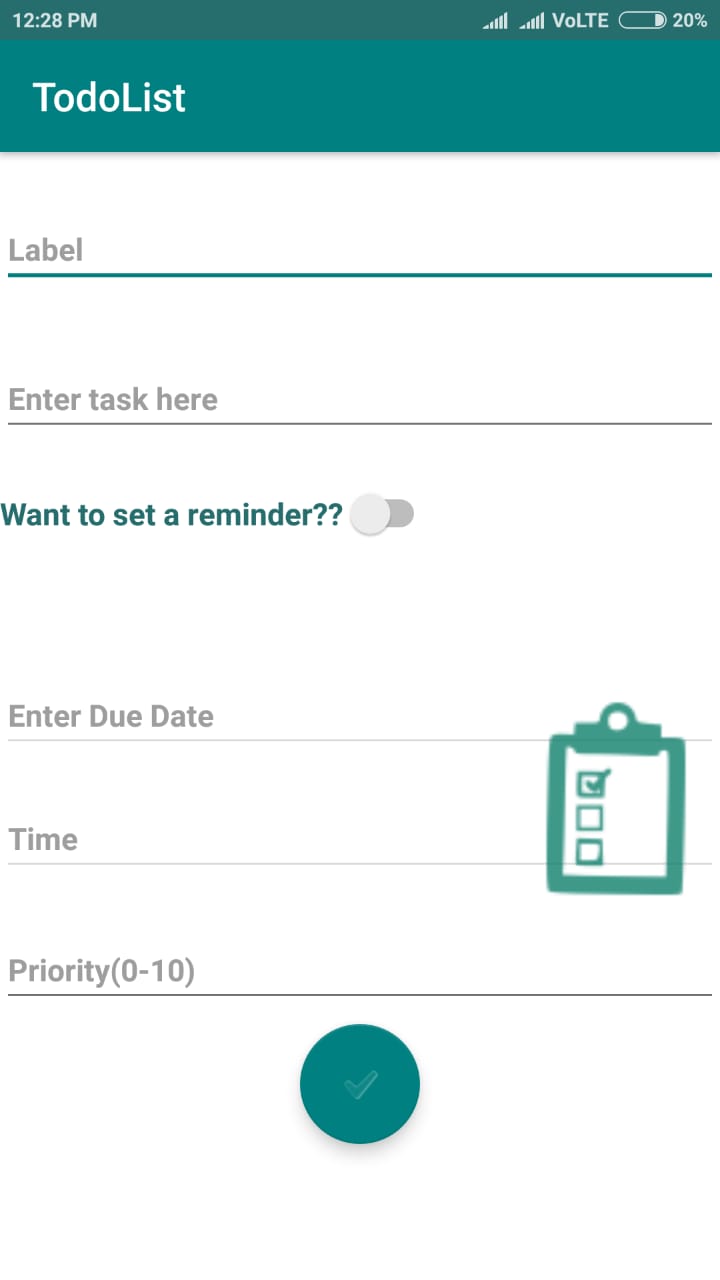 12:28 PM VoLTE 20%
TodoList
Label
Enter task here
Want to set a reminder??
Enter Due Date
Time
Priority(0-10)